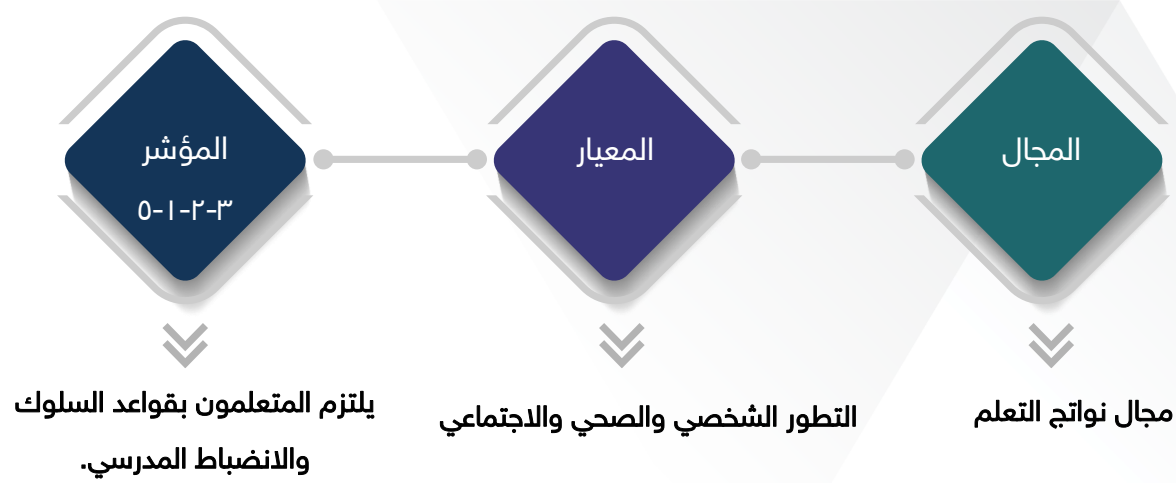 المجال
مجال نواتج التعلم
المعيار
التطور الشخصي والصحي والاجتماعي
المؤشر
٣-٢-١-٥
يلتزم المتعلمون بقواعد السلوك
والانضباط المدرسي.